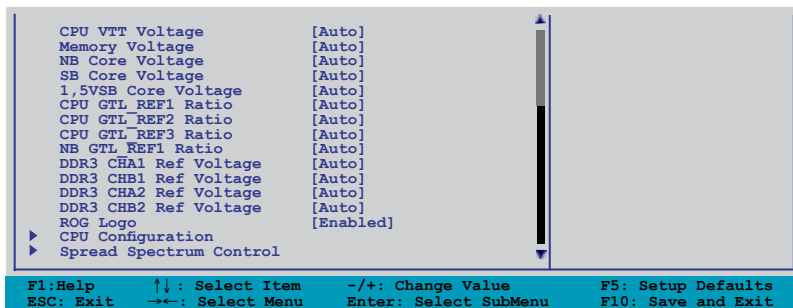 CPU VTT Voltage [Auto]
Memory Voltage [Auto]
NB Core Voltage [Auto]
SB Core Voltage [Auto]
1,5VSB Core Voltage [Auto]
CPU GTL_REF1 Ratio [Auto]
CPU GTL_REF2 Ratio [Auto]
CPU GTL_REF3 Ratio [Auto]
NB GTL_REF1 Ratio [Auto]
DDR3 CHA1 Ref Voltage [Auto]
DDR3 CHB1 Ref Voltage [Auto]
DDR3 CHA2 Ref Voltage [Auto]
DDR3 CHB2 Ref Voltage [Auto]
ROG Logo [Enabled]
CPU Configuration
Spread Spectrum Control
F1:Help ↑↓ : Select Item -/+: Change Value F5: Setup Defaults
ESC: Exit →←: Select Menu Enter: Select SubMenu F10: Save and Exit